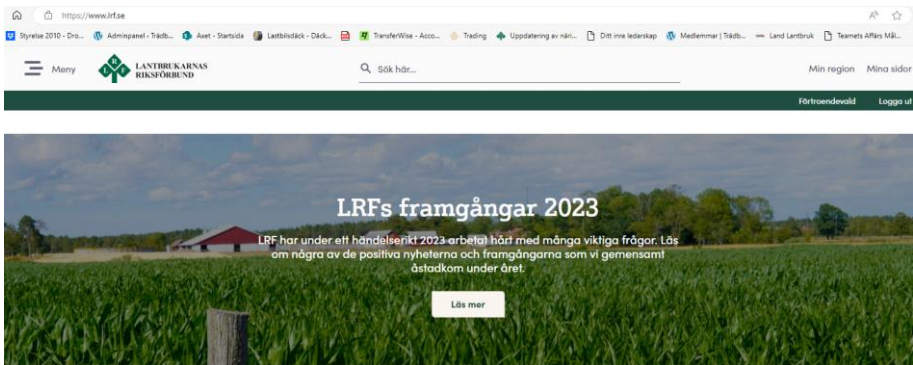 https://www.lrf.se
Styrelse 2010 - Dro...
Adminpanel ‹ Trädb...
Axet - Startsida
Lastbilsdäck - Däck...
TransferWise - Acco...
Trading
Uppdatering av näri...
Ditt inre ledarskap
Medlemmar | Trädb...
Land Lantbruk
Teamets Affärs Mål...
Meny
LRF
LANTBRUKARNAS
RIKSFÖRBUND
Sök här...
Min region
Mina sidor
Förtroendevald
Logga ut
LRFs framgångar 2023
LRF har under ett händelserikt 2023 arbetat hårt med många viktiga frågor. Läs
om några av de positiva nyheterna och framgångarna som vi gemensamt
åstadkom under året.
Läs mer